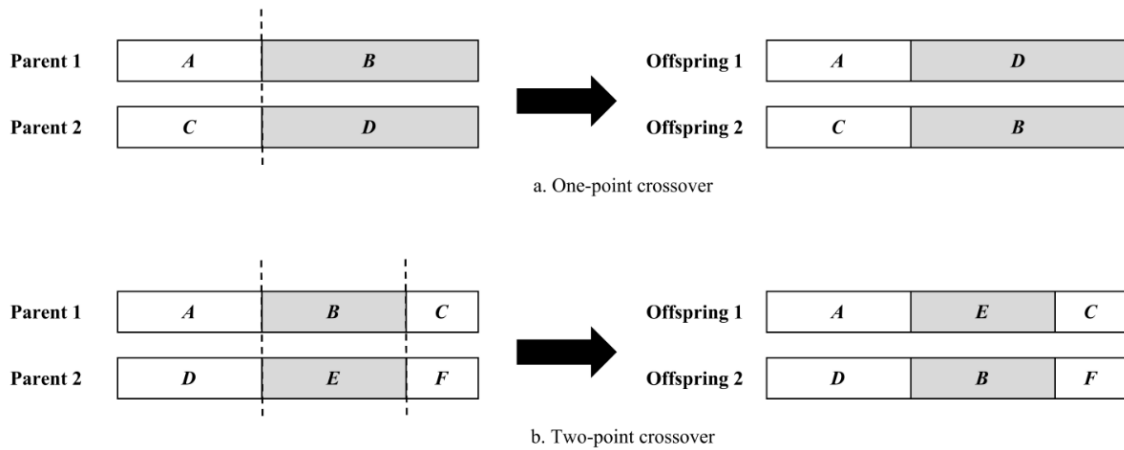 Parent 1 A B Offspring 1 A D
Parent 2 C D Offspring 2 C B
a. One-point crossover
Parent 1 A B C Offspring 1 A E C
Parent 2 D E F Offspring 2 D B F
b. Two-point crossover